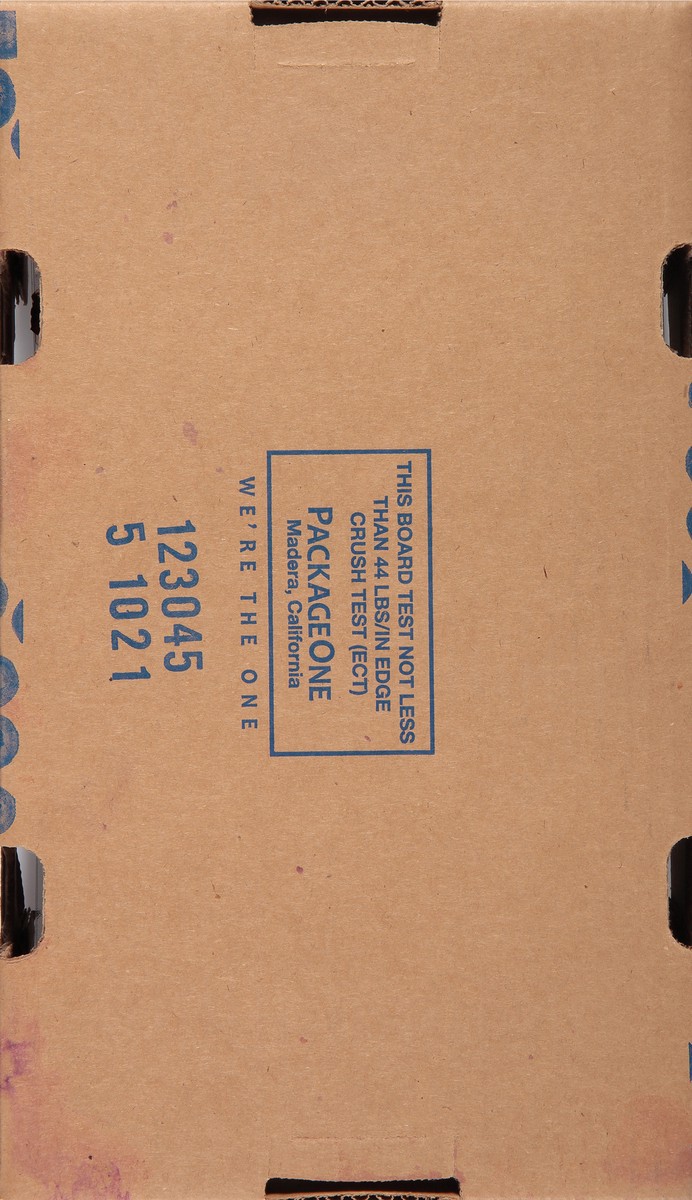 THIS BOARD TEST NOT LESS
THAN 44 LBS/IN EDGE
CRUSH TEST (ECT)
PACKAGEONE
Madera, California
WE'RE THE ONE
123045
5 1021